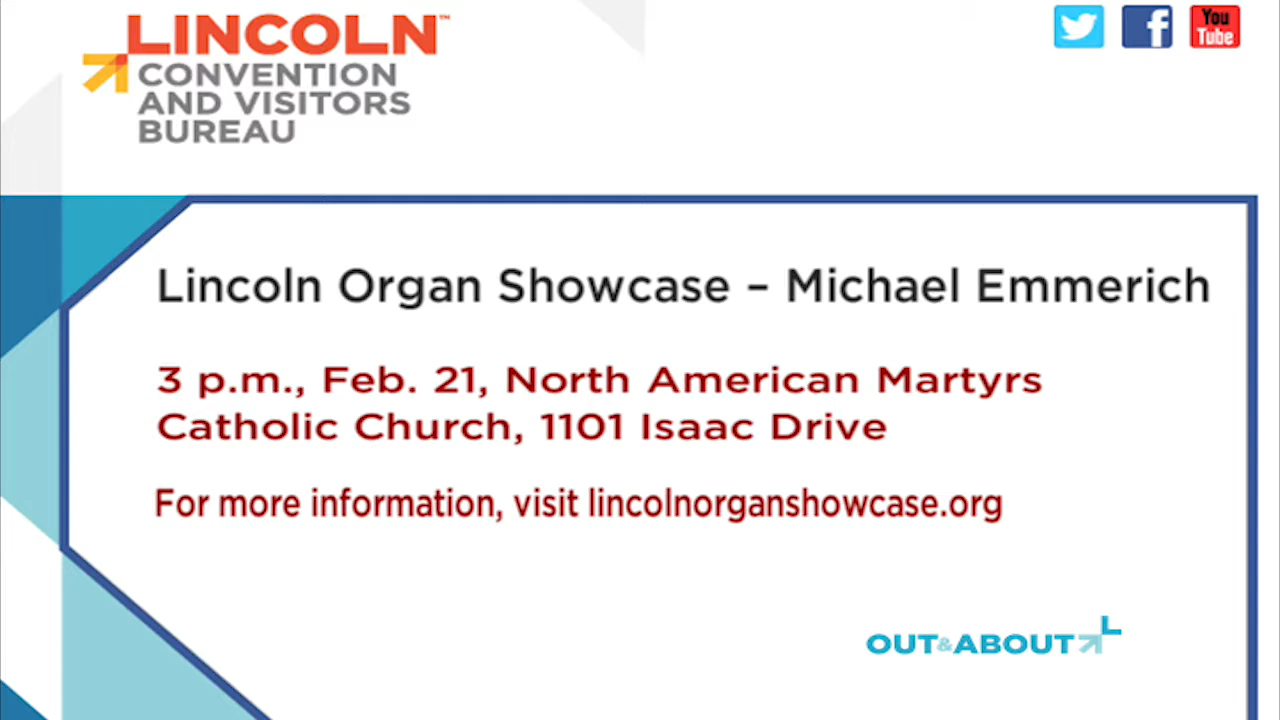 LINCOLN™
CONVENTION
AND VISITORS
BUREAU
You
Tube
Lincoln Organ Showcase – Michael Emmerich
3 p.m., Feb. 21, North American Martyrs
Catholic Church, 1101 Isaac Drive
For more information, visit lincolnorganshowcase.org
OUT&ABOUT L